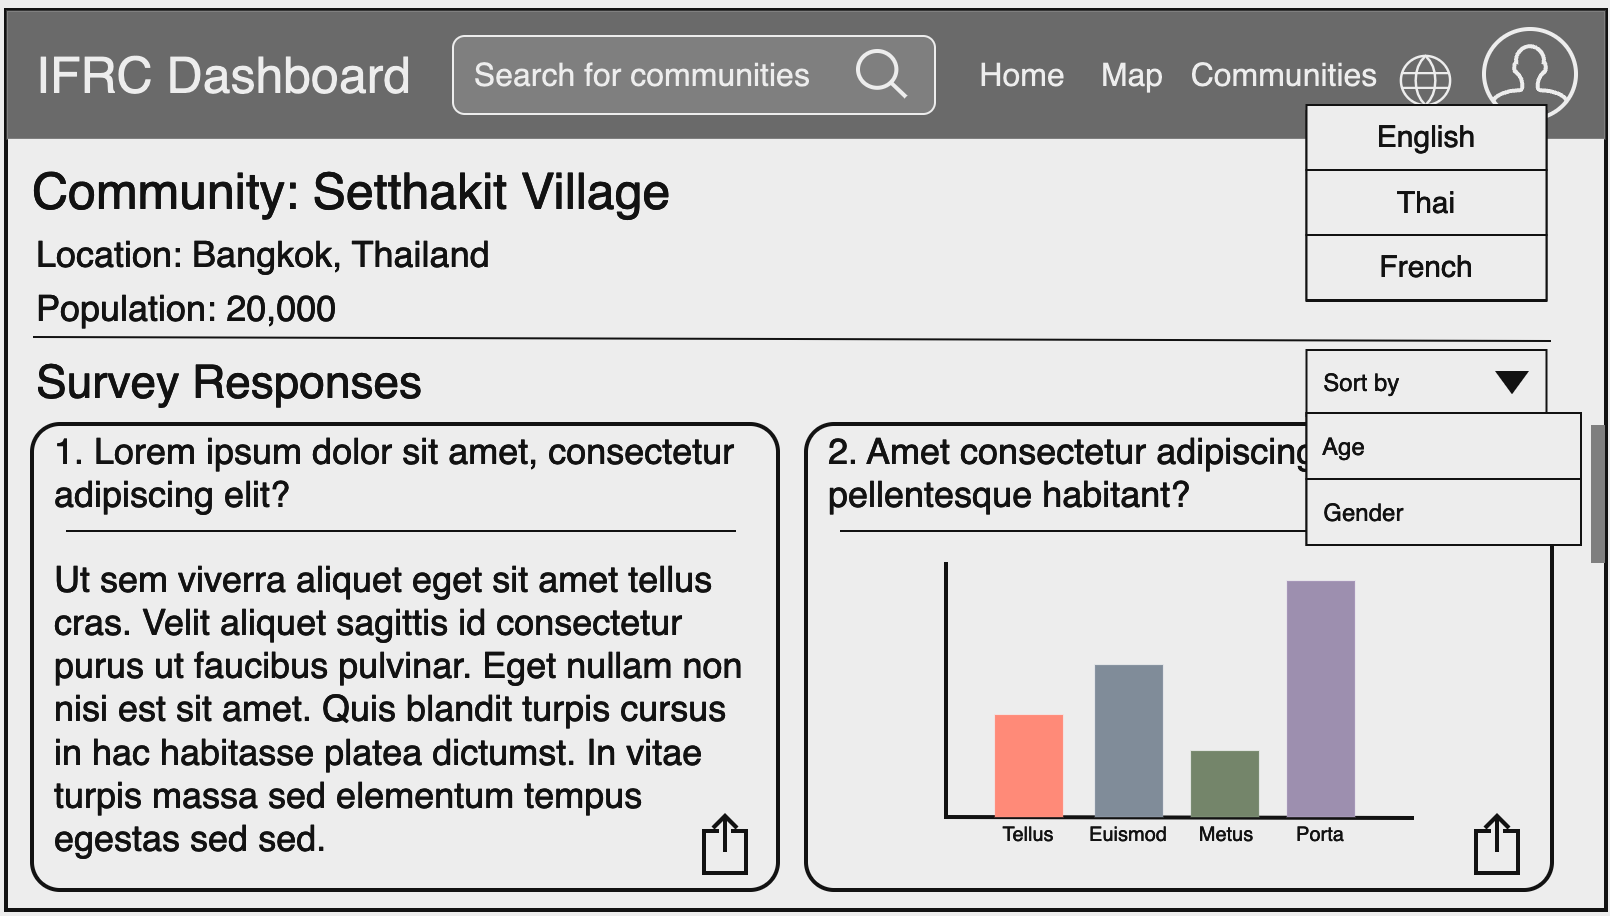 IFRC Dashboard
Search for communities
Home
Map
Communities
English
Thai
French
Community: Setthakit Village
Location: Bangkok, Thailand
Population: 20,000
Survey Responses
Sort by
Age
Gender
1. Lorem ipsum dolor sit amet, consectetur
adipiscing elit?
Ut sem viverra aliquet eget sit amet tellus
cras. Velit aliquet sagittis id consectetur
purus ut faucibus pulvinar. Eget nullam non
nisi est sit amet. Quis blandit turpis cursus
in hac habitasse platea dictumst. In vitae
turpis massa sed elementum tempus
egestas sed sed.
2. Amet consectetur adipiscing
pellentesque habitant?
Tellus
Euismod
Metus
Porta